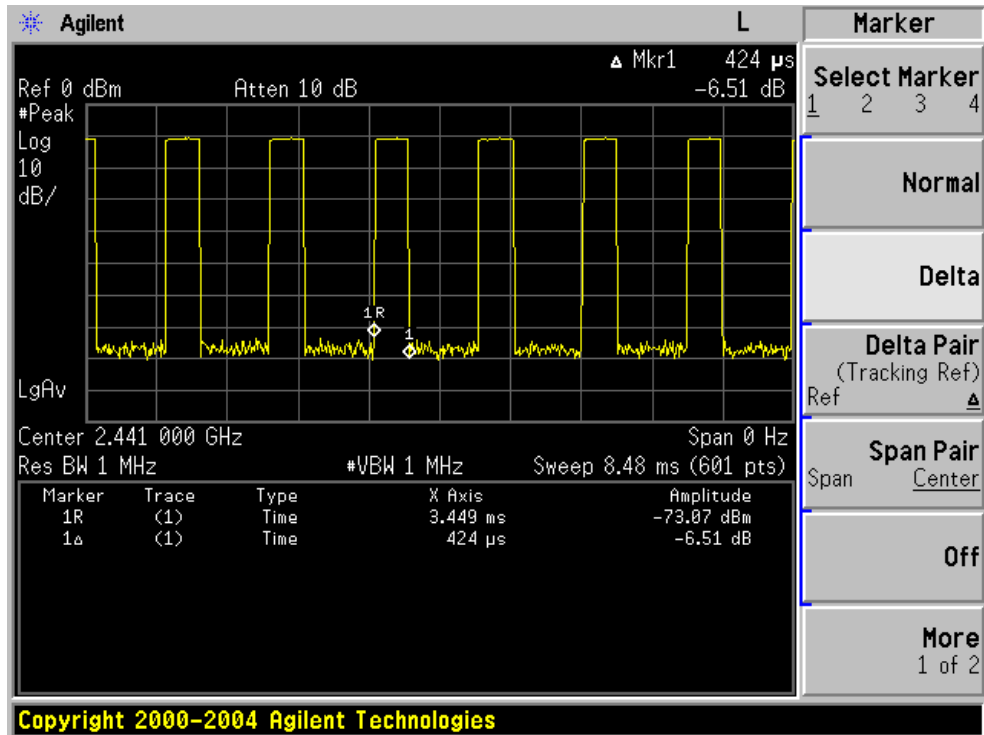 Agilent L Marker
Δ Mkr1 424 µs
Ref 0 dBm Atten 10 dB -6.51 dB
#Peak
Log
10
dB/
1R
1
LgAv
Center 2.441 000 GHz Span 0 Hz
Res BW 1 MHz #VBW 1 MHz Sweep 8.48 ms (601 pts)
Marker Trace Type X Axis Amplitude
1R (1) Time 3.449 ms -73.07 dBm
1Δ (1) Time 424 µs -6.51 dB
Select Marker
1 2 3 4
Normal
Delta
Delta Pair
(Tracking Ref)
Ref Δ
Span Pair
Span Center
Off
More
1 of 2
Copyright 2000-2004 Agilent Technologies